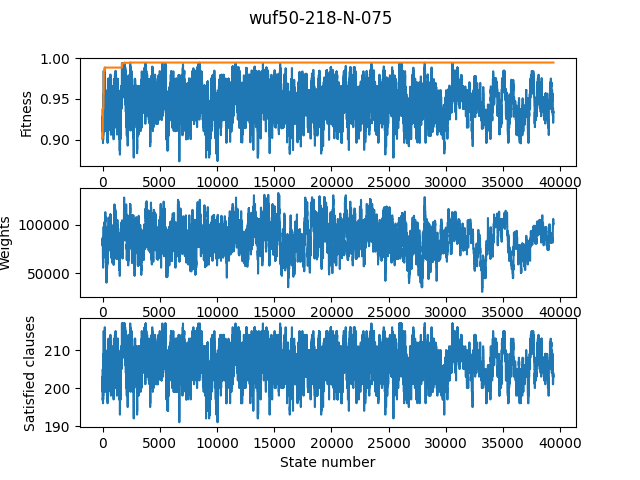 wuf50-218-N-075
1.00
0.95
0.90
Fitness
0 5000 10000 15000 20000 25000 30000 35000 40000
100000
50000
Weights
0 5000 10000 15000 20000 25000 30000 35000 40000
210
200
190
Satisfied clauses
0 5000 10000 15000 20000 25000 30000 35000 40000
State number